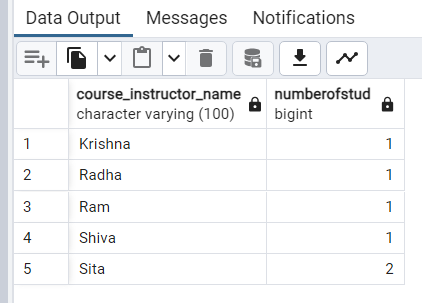 Data Output Messages Notifications
course_instructor_name numberofstud
character varying (100) bigint
1 Krishna 1
2 Radha 1
3 Ram 1
4 Shiva 1
5 Sita 2